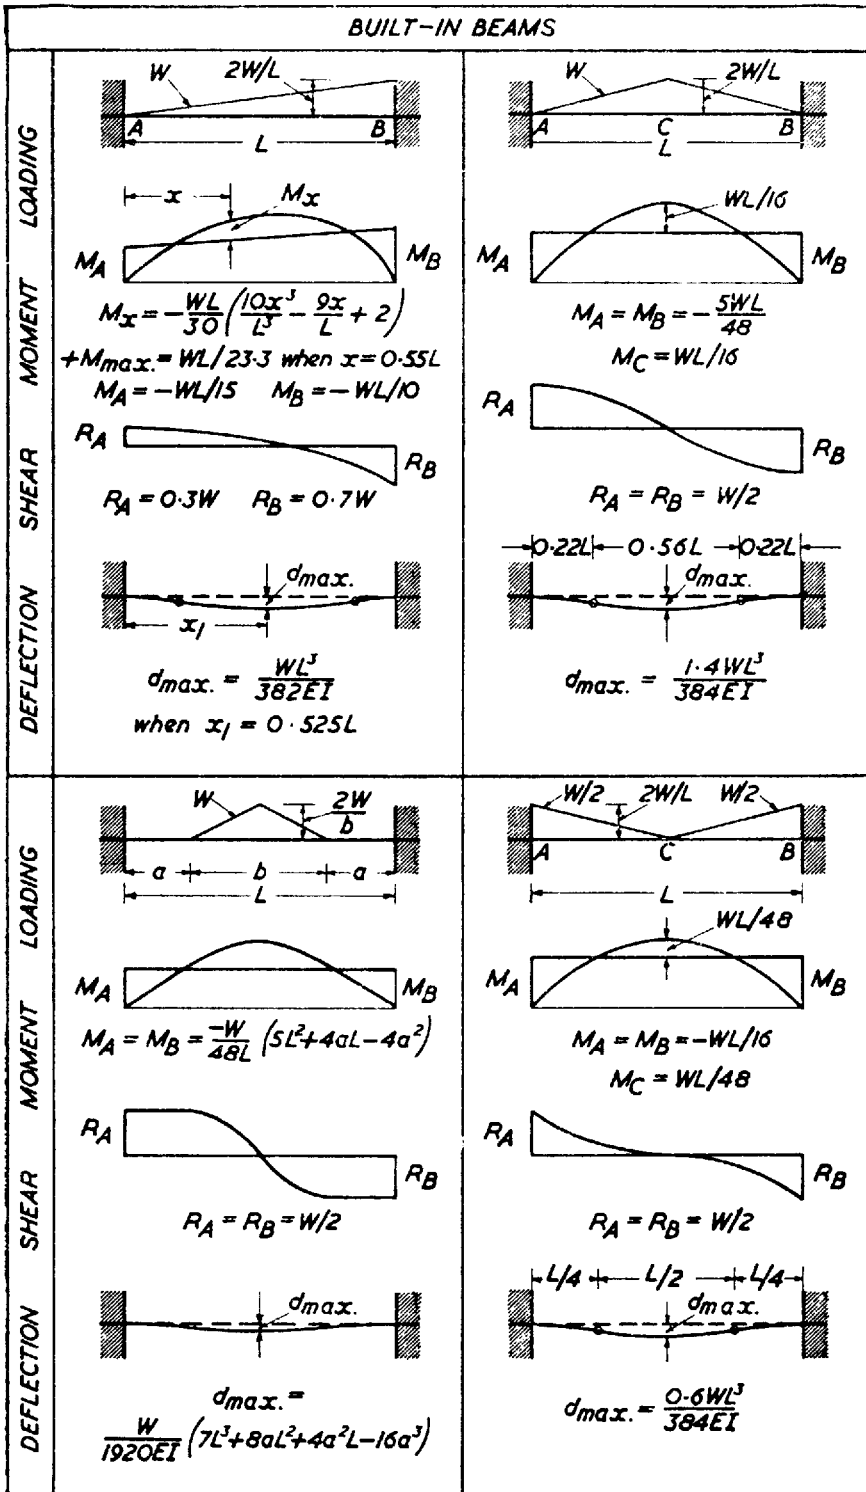 BUILT-IN BEAMS
LOADING
W 2W/L
A B
L
MOMENT
x Mx
MA MB
Mx = -WL/30 (10x³/L³ - 9x/L + 2)
+Mmax. = WL/23.3 when x = 0.55L
MA = -WL/15 MB = -WL/10
SHEAR
RA RB
RA = 0.3W RB = 0.7W
DEFLECTION
dmax.
x1
dmax. = WL³/382EI
when x1 = 0.525L
W 2W/L
A C B
L
WL/16
MA MB
MA = MB = -5WL/48
MC = WL/16
RA RB
RA = RB = W/2
0.22L 0.56L 0.22L
dmax.
dmax. = 1.4WL³/384EI
LOADING
W 2W/b
a b a
L
MOMENT
MA MB
MA = MB = -W/48L (5L²+4aL-4a²)
SHEAR
RA RB
RA = RB = W/2
DEFLECTION
dmax.
dmax. =
W/1920EI (7L³+8aL²+4a²L-16a³)
W/2 2W/L W/2
A C B
L
WL/48
MA MB
MA = MB = -WL/16
MC = WL/48
RA RB
RA = RB = W/2
L/4 L/2 L/4
dmax.
dmax. = 0.6WL³/384EI